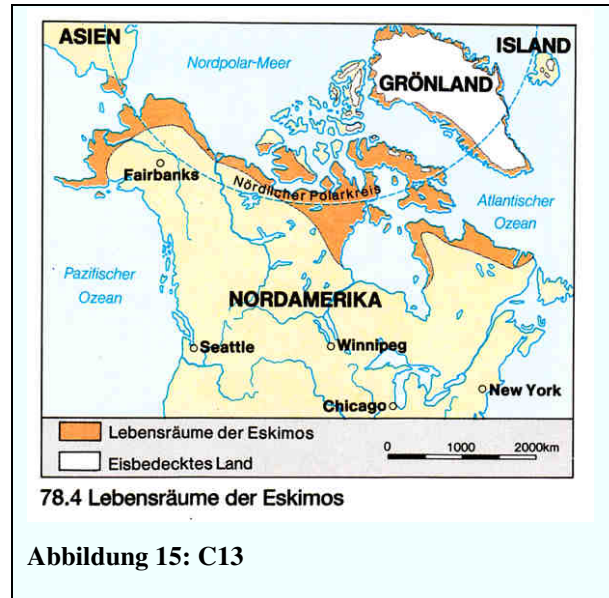 ASIEN
Nordpolar-Meer
ISLAND
GRÖNLAND
Fairbanks
Nördlicher Polarkreis
Atlantischer
Ozean
Pazifischer
Ozean
NORDAMERIKA
Seattle
Winnipeg
New York
Chicago
Lebensräume der Eskimos
Eisbedecktes Land
0 1000 2000km
78.4 Lebensräume der Eskimos
Abbildung 15: C13